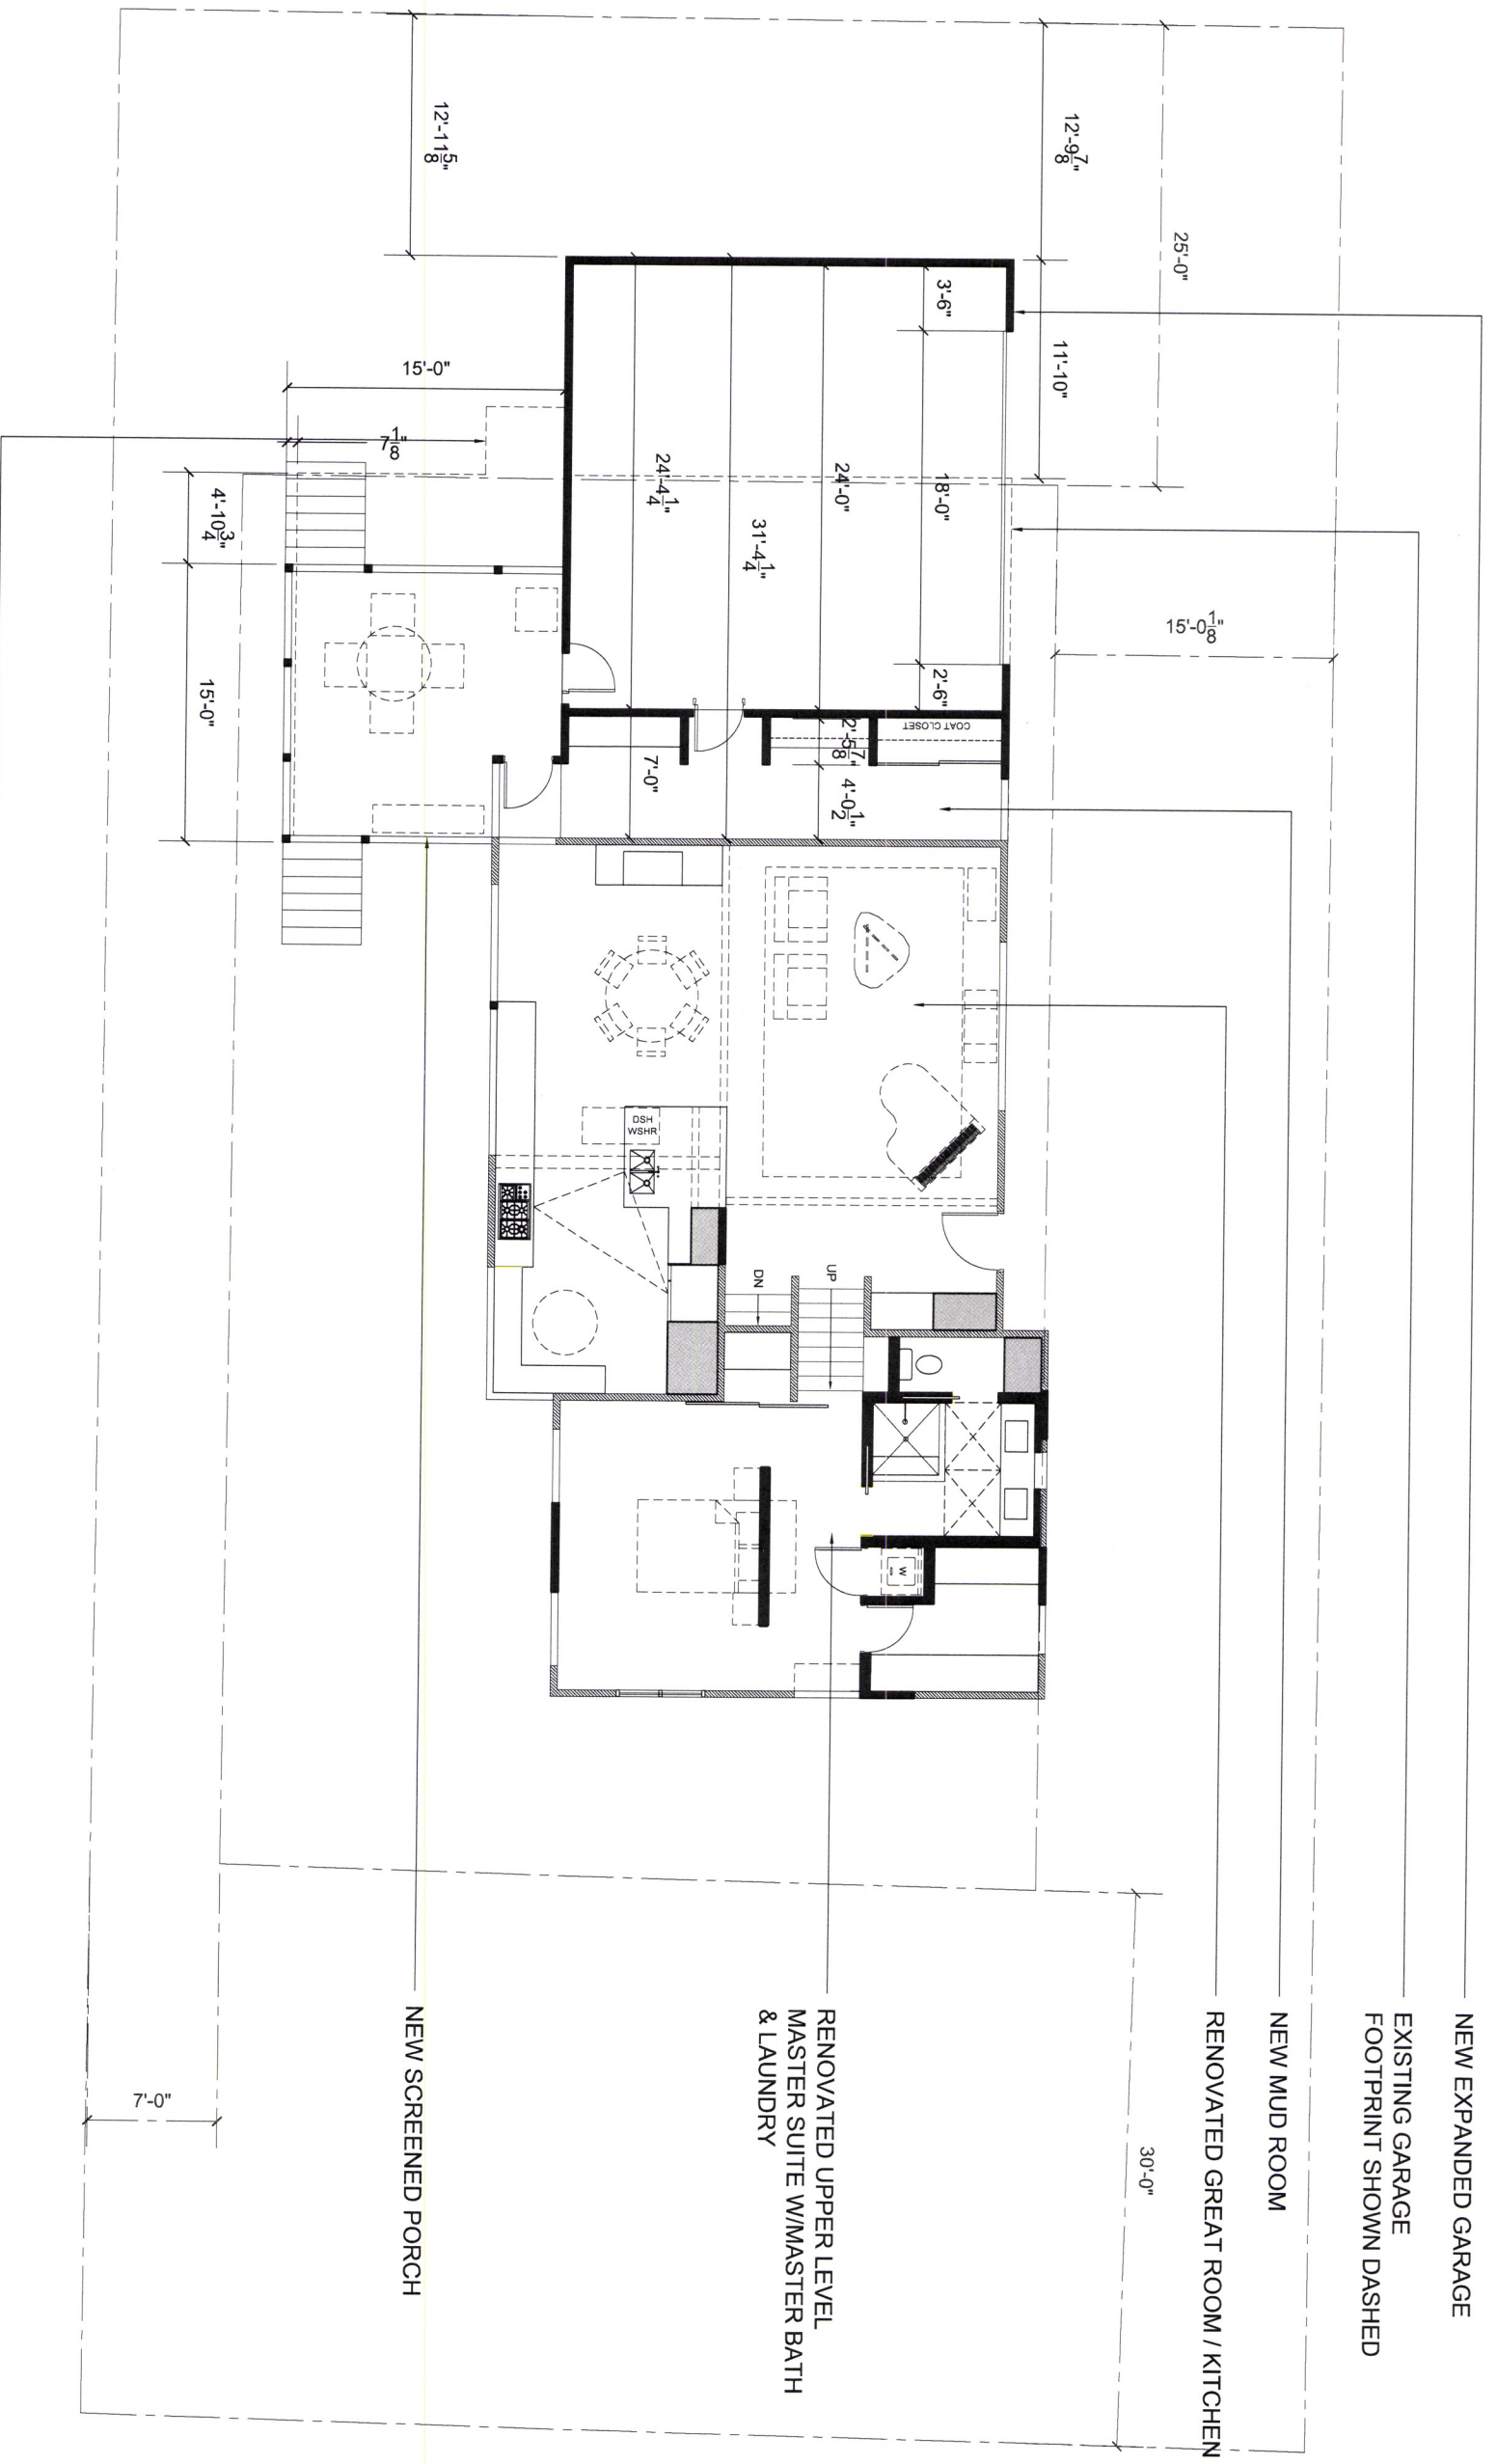 NEW EXPANDED GARAGE
EXISTING GARAGE
FOOTPRINT SHOWN DASHED
NEW MUD ROOM
RENOVATED GREAT ROOM / KITCHEN
RENOVATED UPPER LEVEL
MASTER SUITE W/MASTER BATH
& LAUNDRY
NEW SCREENED PORCH
12'-11 5/8"
12'-9 7/8"
25'-0"
11'-10"
3'-6"
18'-0"
2'-6"
24'-0"
31'-4 1/4"
24'-4 1/4"
15'-0"
7 1/8"
4'-10 3/4"
15'-0"
15'-0 1/8"
COAT CLOSET
2'-5 7/8"
4'-0 1/2"
7'-0"
DSH
WSHR
DN
UP
W
30'-0"
7'-0"